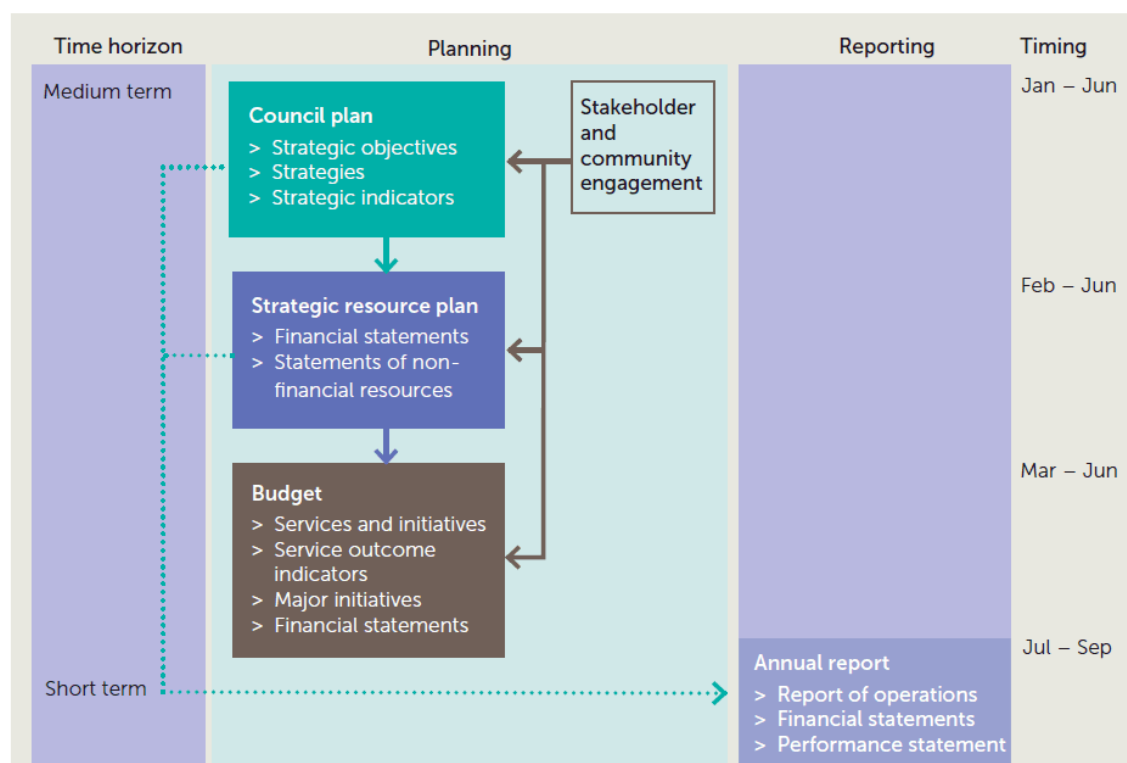 Time horizon
Planning
Reporting
Timing
Medium term
Council plan
> Strategic objectives
> Strategies
> Strategic indicators
Stakeholder
and
community
engagement
Jan – Jun
Strategic resource plan
> Financial statements
> Statements of non-
financial resources
Feb – Jun
Budget
> Services and initiatives
> Service outcome
indicators
> Major initiatives
> Financial statements
Mar – Jun
Short term
Annual report
> Report of operations
> Financial statements
> Performance statement
Jul – Sep